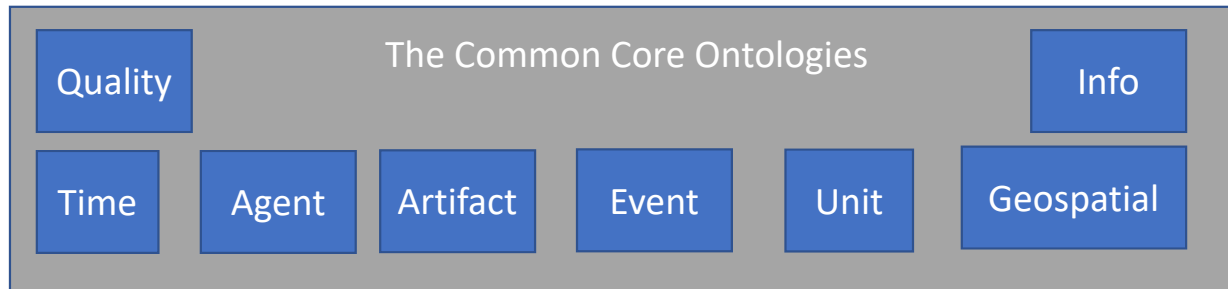 The Common Core Ontologies
Quality
Info
Time
Agent
Artifact
Event
Unit
Geospatial